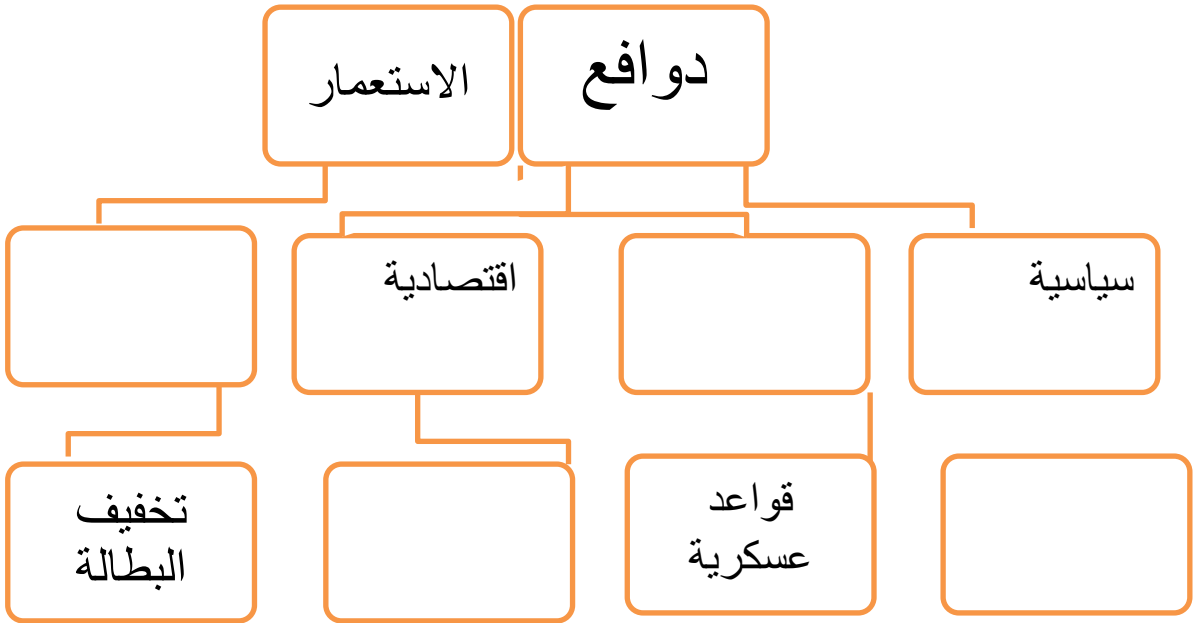 دوافع
الاستعمار
سياسية
اقتصادية
قواعد
عسكرية
تخفيف
البطالة